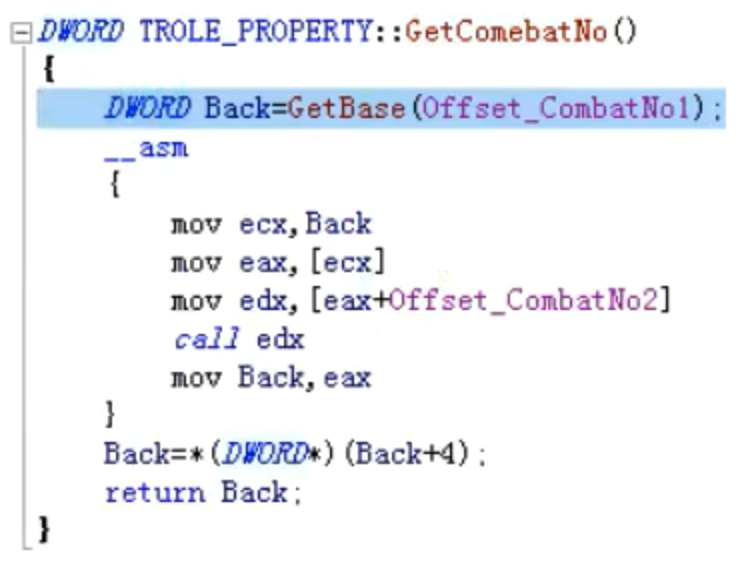 DWORD TROLE_PROPERTY::GetComebatNo()
{
DWORD Back=GetBase(Offset_CombatNo1);
__asm
{
mov ecx,Back
mov eax,[ecx]
mov edx,[eax+Offset_CombatNo2]
call edx
mov Back,eax
}
Back=*(DWORD*)(Back+4);
return Back;
}